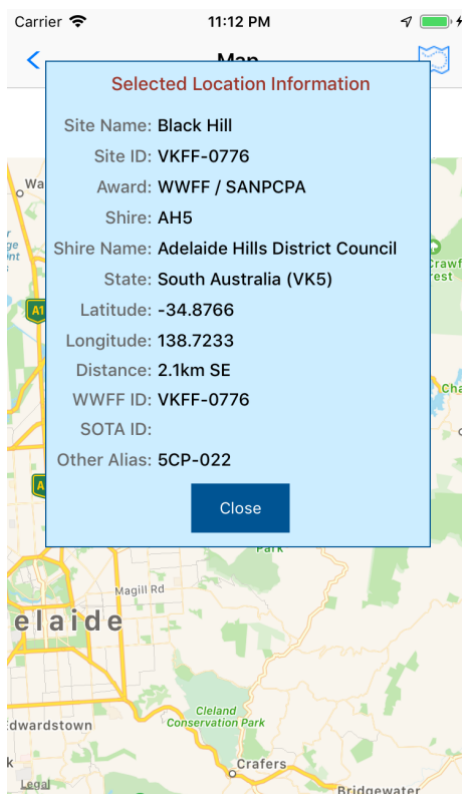 Carrier 11:12 PM
Map
Selected Location Information
Site Name: Black Hill
Site ID: VKFF-0776
Award: WWFF / SANPCPA
Shire: AH5
Shire Name: Adelaide Hills District Council
State: South Australia (VK5)
Latitude: -34.8766
Longitude: 138.7233
Distance: 2.1km SE
WWFF ID: VKFF-0776
SOTA ID:
Other Alias: 5CP-022
Close
Wa
A1
A
Park
Magill Rd
elaide
Cleland
Conservation Park
dwardstown
Crafers
Legal
Bridgewater